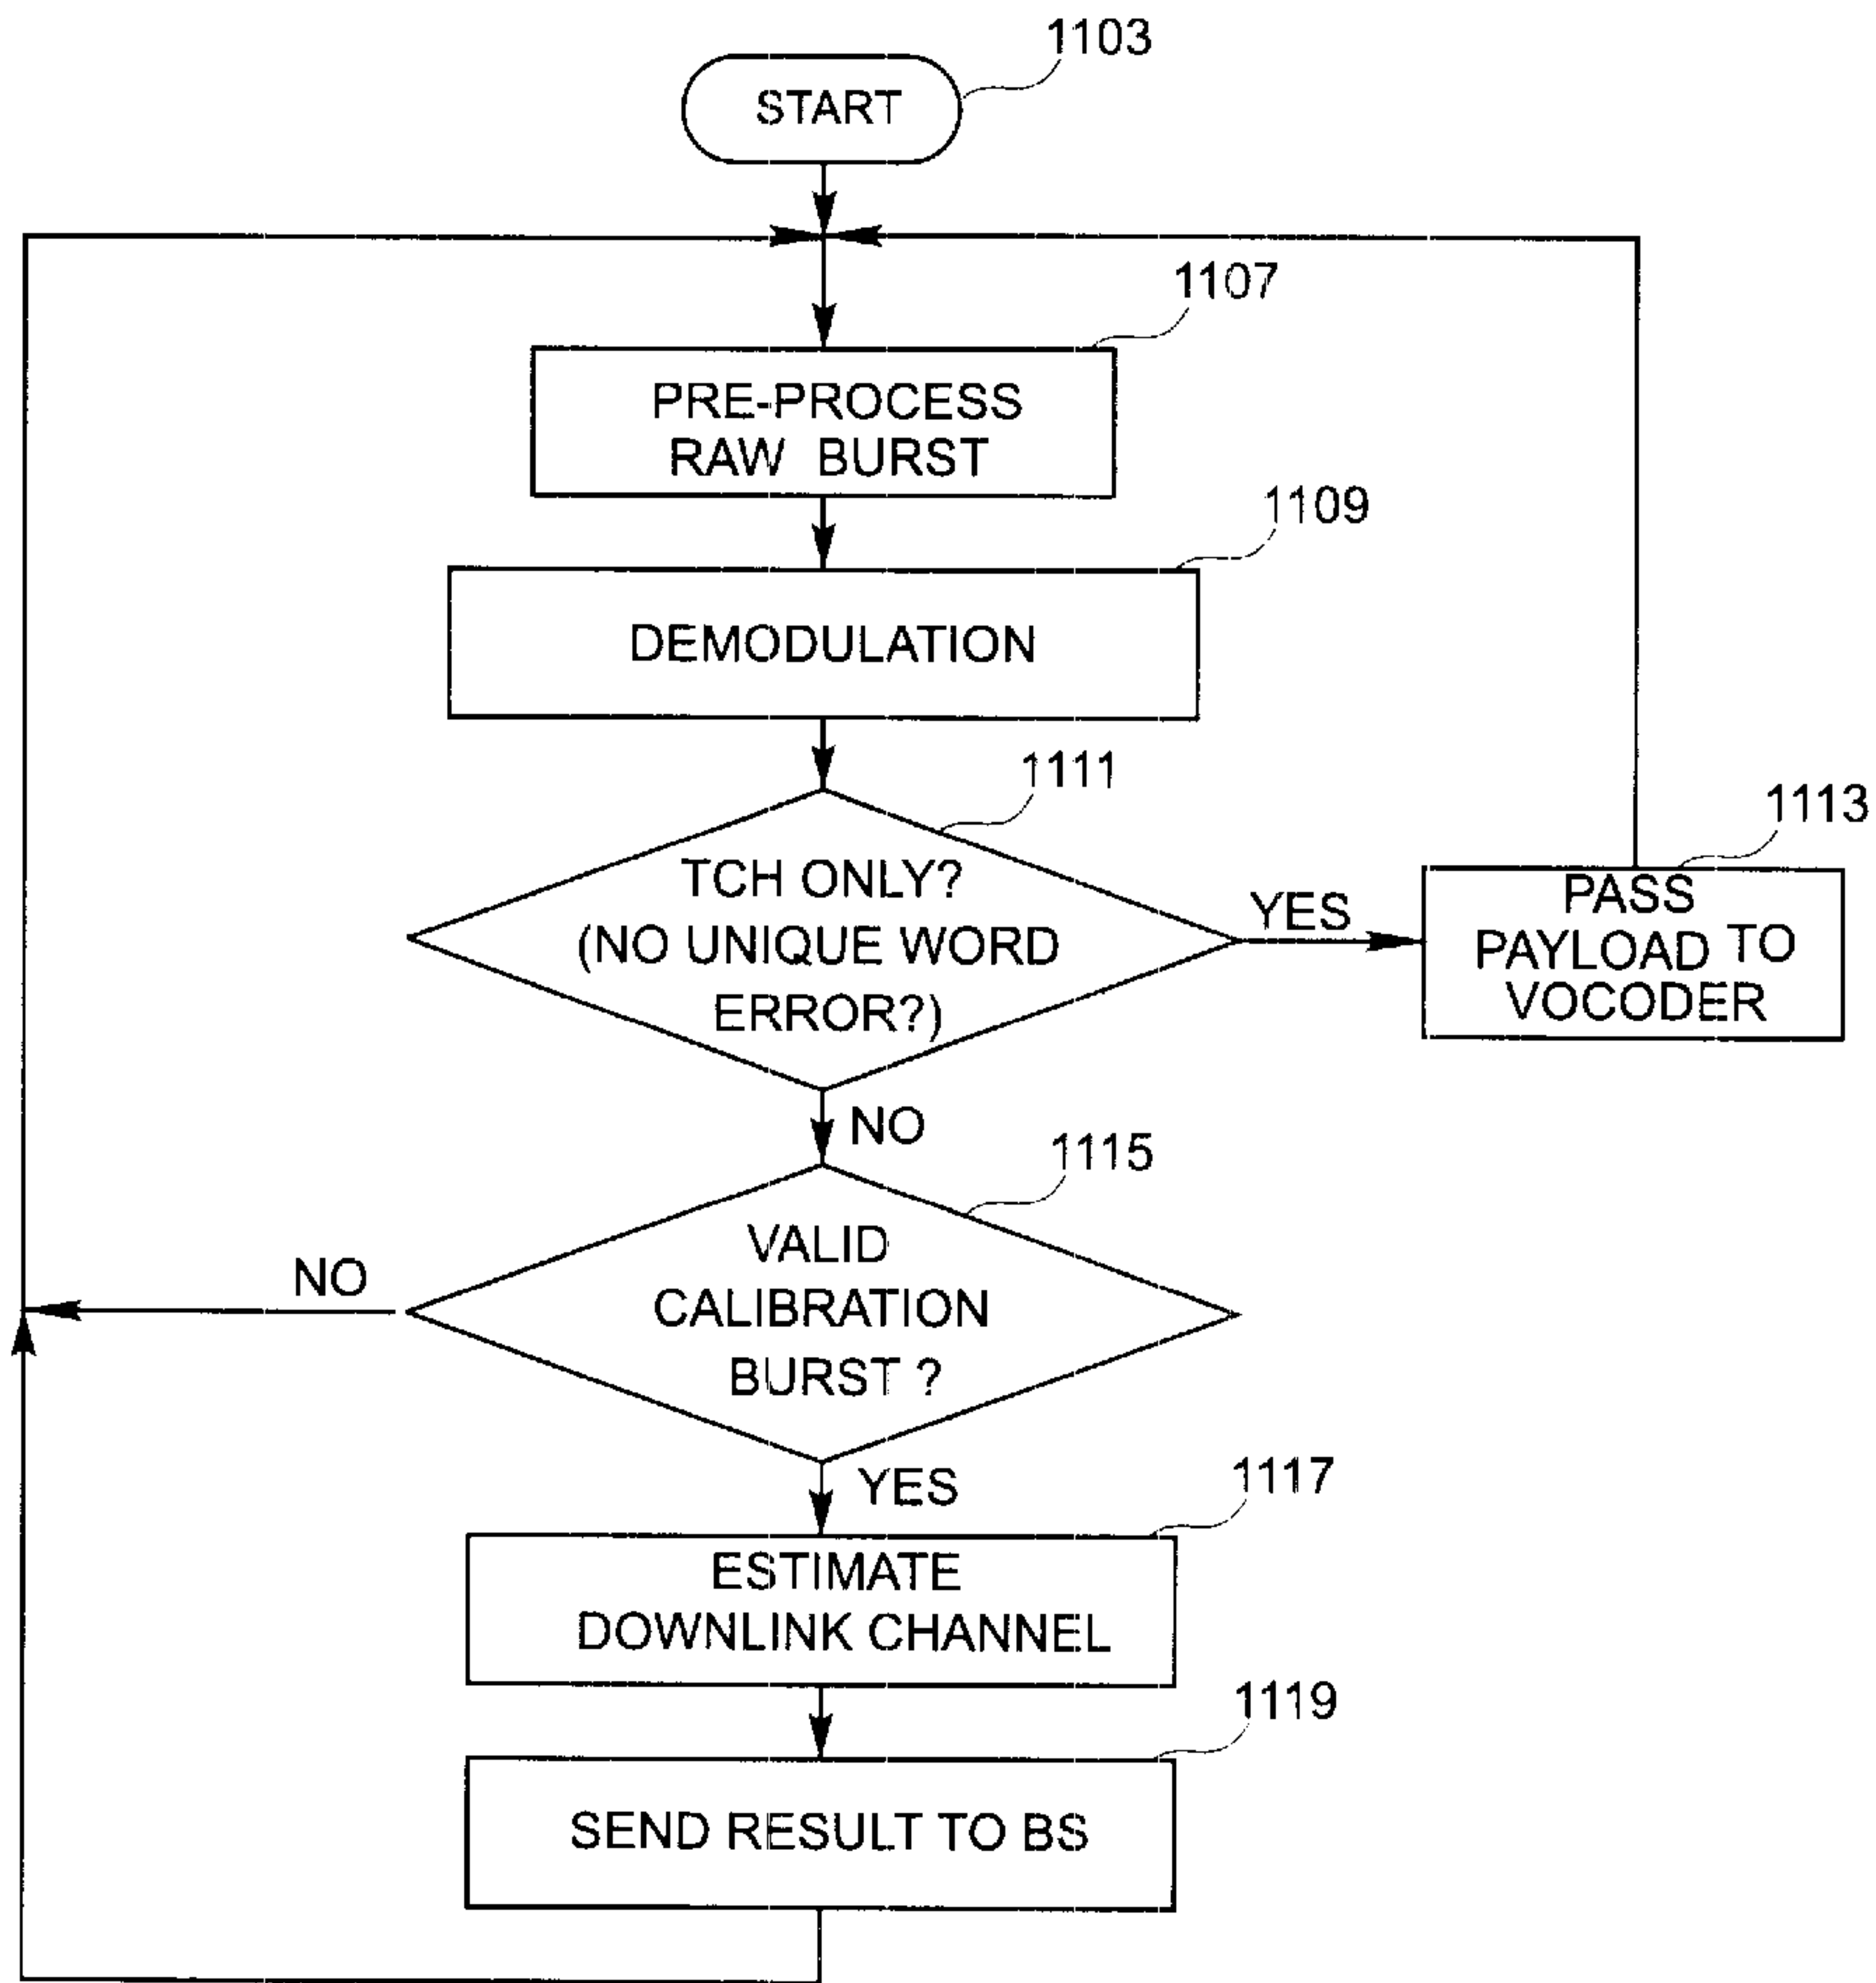 1103
START
1107
PRE-PROCESS
RAW BURST
1109
DEMODULATION
1111
TCH ONLY?
(NO UNIQUE WORD
ERROR?)
YES
1113
PASS
PAYLOAD TO
VOCODER
NO
1115
VALID
CALIBRATION
BURST ?
NO
YES
1117
ESTIMATE
DOWNLINK CHANNEL
1119
SEND RESULT TO BS